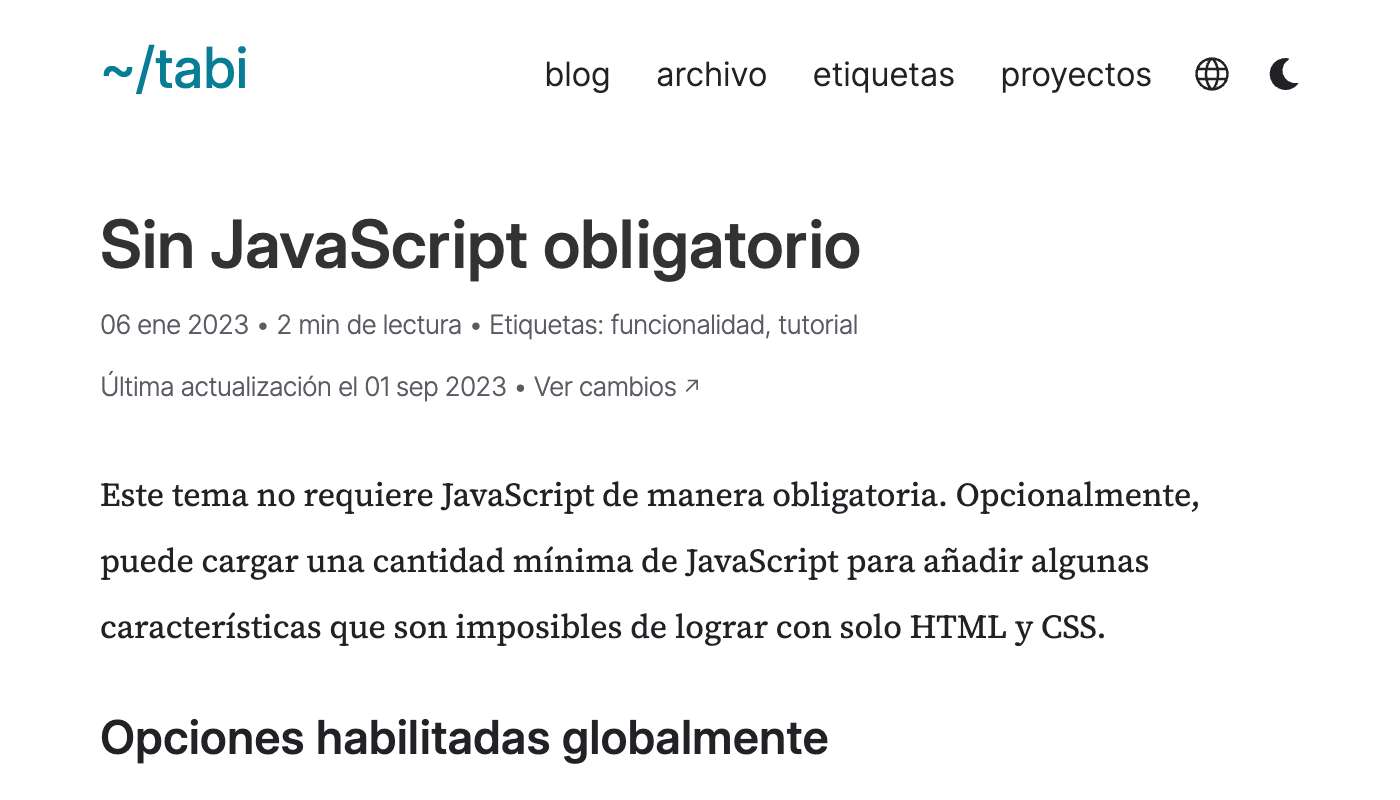 ~/tabi blog archivo etiquetas proyectos
Sin JavaScript obligatorio
06 ene 2023 • 2 min de lectura • Etiquetas: funcionalidad, tutorial
Última actualización el 01 sep 2023 • Ver cambios ↗
Este tema no requiere JavaScript de manera obligatoria. Opcionalmente,
puede cargar una cantidad mínima de JavaScript para añadir algunas
características que son imposibles de lograr con solo HTML y CSS.
Opciones habilitadas globalmente